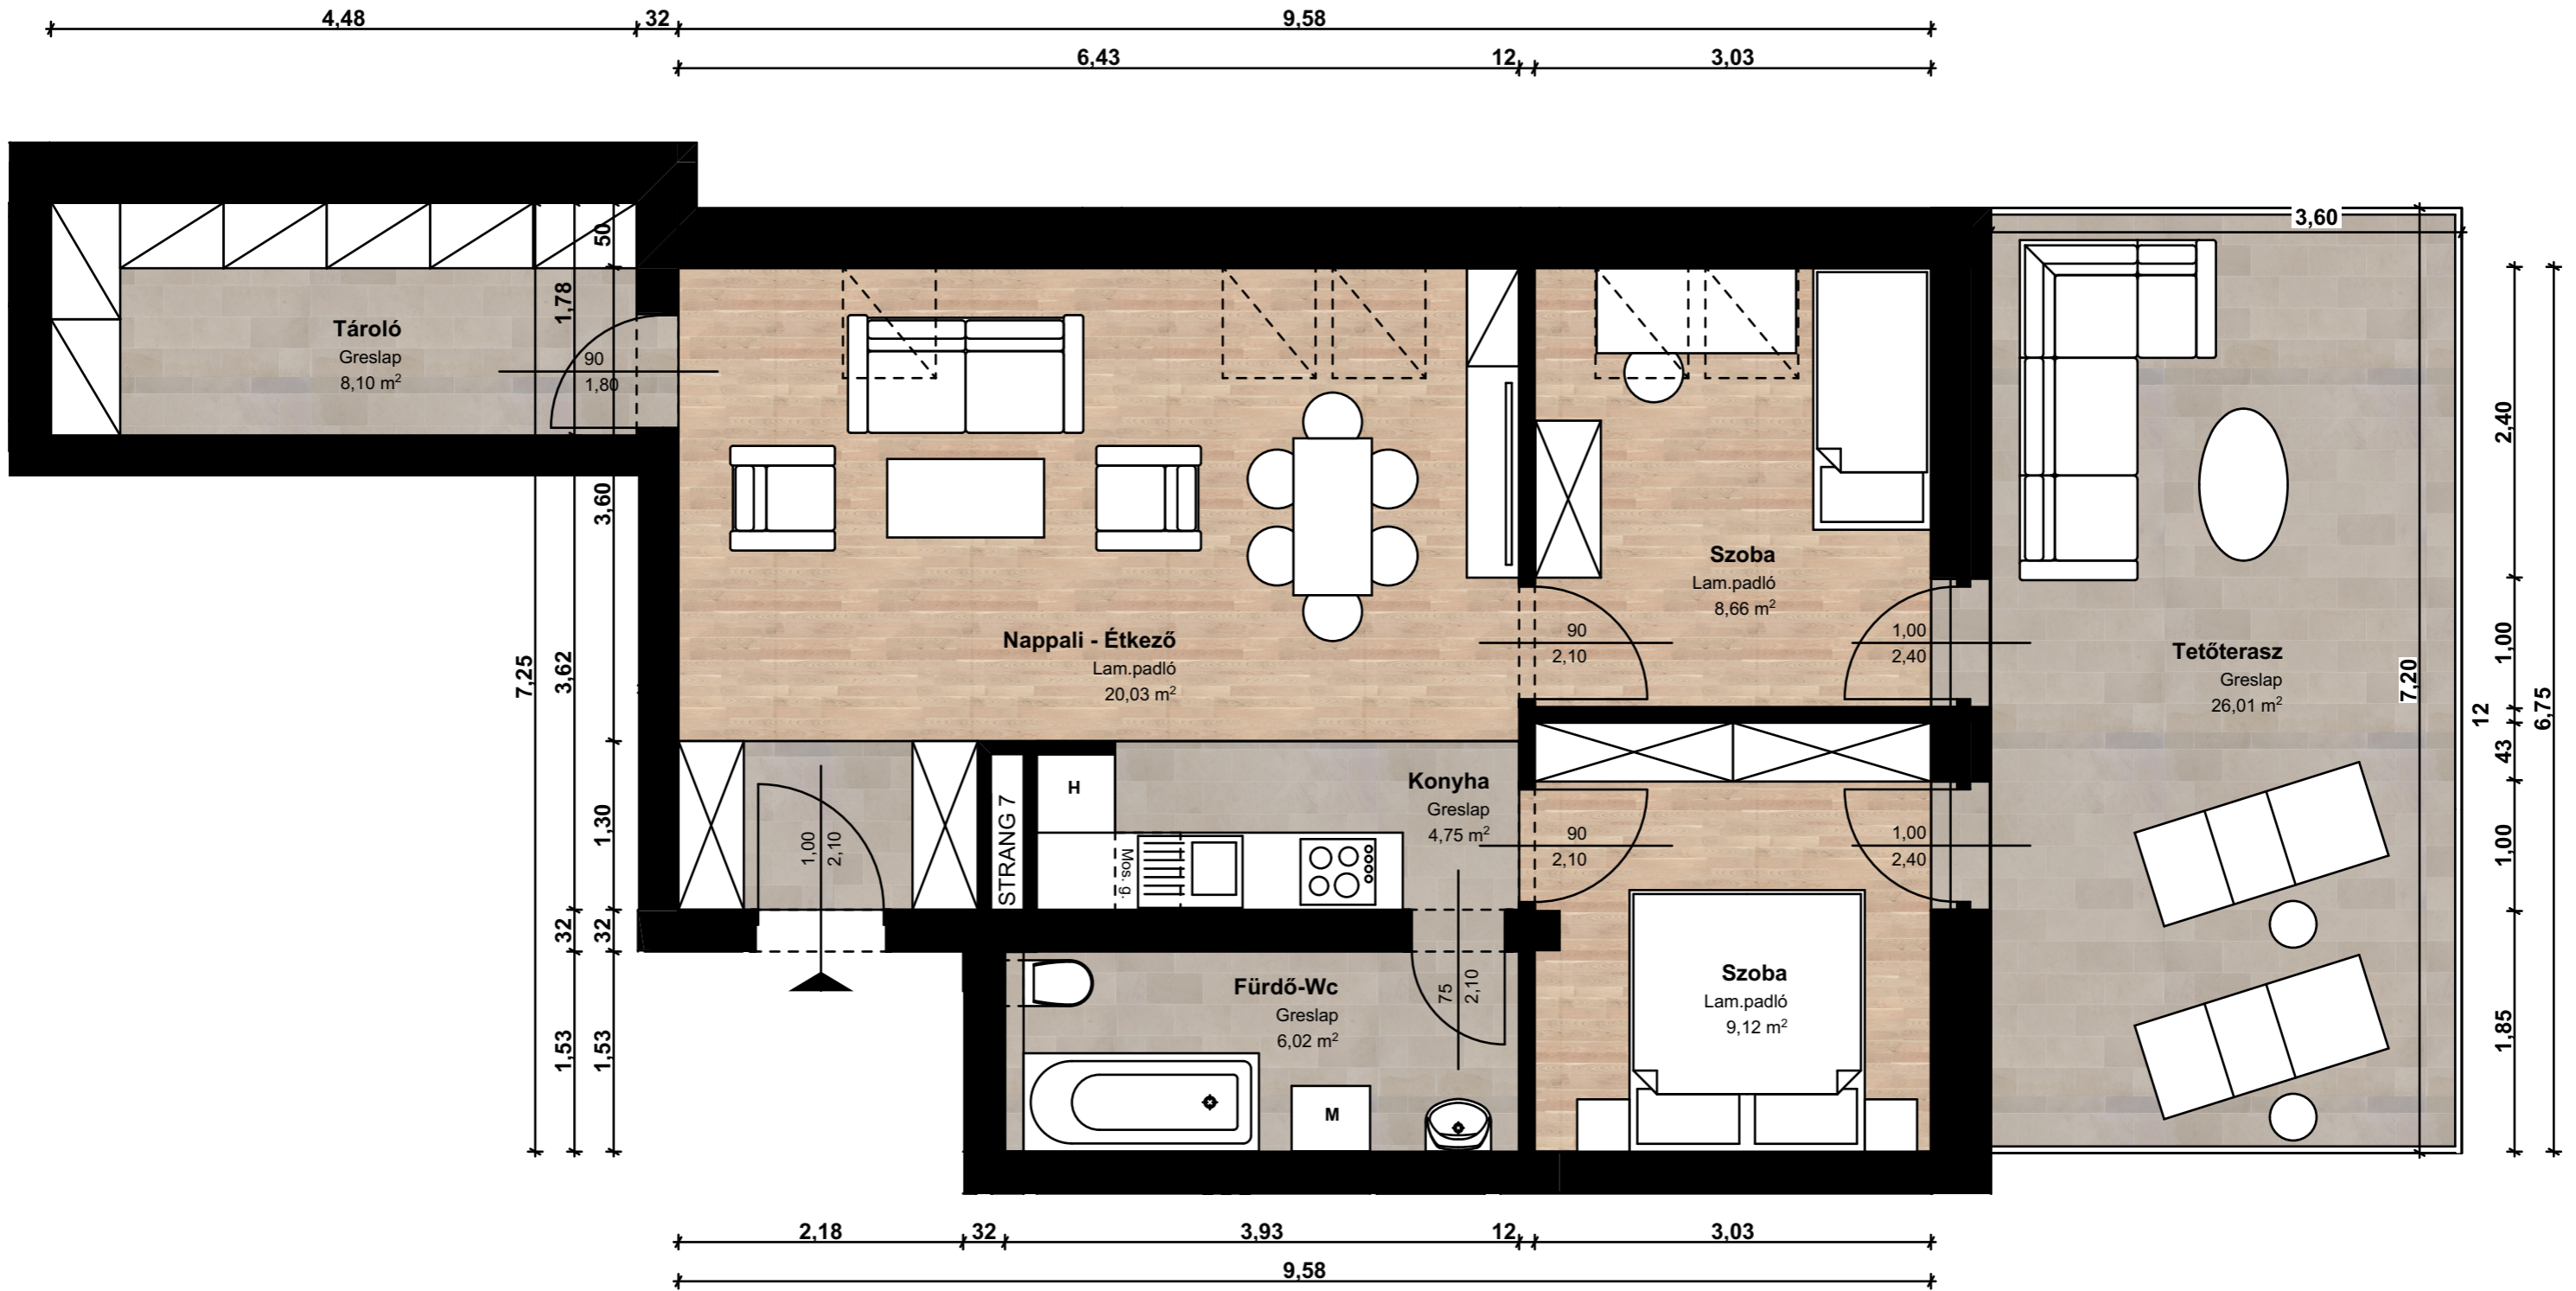 4,48
32
9,58
6,43
12
3,03
3,60
50
1,78
Tároló
Greslap
8,10 m²
90
1,80
2,40
3,60
Szoba
Lam.padló
8,66 m²
Nappali - Étkező
Lam.padló
20,03 m²
90
2,10
1,00
2,40
Tetőterasz
Greslap
26,01 m²
7,25
3,62
7,20
1,00
12
6,75
43
H
Konyha
Greslap
4,75 m²
STRANG 7
Mos. g.
1,30
1,00
2,10
90
2,10
1,00
2,40
1,00
32
32
Fürdő-Wc
Greslap
6,02 m²
75
2,10
Szoba
Lam.padló
9,12 m²
1,53
1,53
1,85
M
2,18
32
3,93
12
3,03
9,58